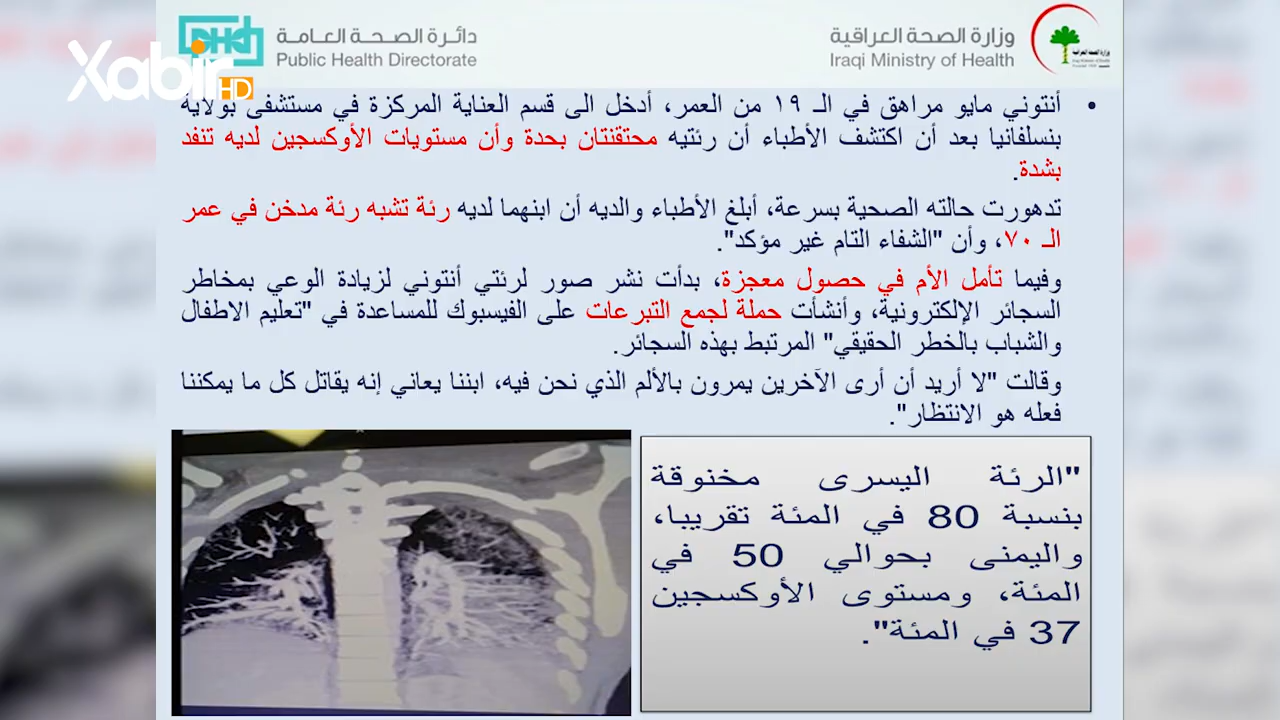 Xabir HD
PHd
دائرة الصحة العامة
Public Health Directorate
وزارة الصحة العراقية
Iraqi Ministry of Health
• أنتوني مايو مراهق في الـ ١٩ من العمر، أدخل الى قسم العناية المركزة في مستشفى بولاية
بنسلفانيا بعد أن اكتشف الأطباء أن رئتيه محتقنتان بحدة وأن مستويات الأوكسجين لديه تنفد
بشدة.
تدهورت حالته الصحية بسرعة، أبلغ الأطباء والديه أن ابنهما لديه رئة تشبه رئة مدخن في عمر
الـ ٧٠، وأن "الشفاء التام غير مؤكد".
وفيما تأمل الأم في حصول معجزة، بدأت نشر صور لرئتي أنتوني لزيادة الوعي بمخاطر
السجائر الإلكترونية، وأنشأت حملة لجمع التبرعات على الفيسبوك للمساعدة في "تعليم الاطفال
والشباب بالخطر الحقيقي" المرتبط بهذه السجائر.
وقالت "لا أريد أن أرى الآخرين يمرون بالألم الذي نحن فيه، ابننا يعاني إنه يقاتل كل ما يمكننا
فعله هو الانتظار".
"الرئة اليسرى مخنوقة
بنسبة 80 في المئة تقريبا،
واليمنى بحوالي 50 في
المئة، ومستوى الأوكسجين
37 في المئة".